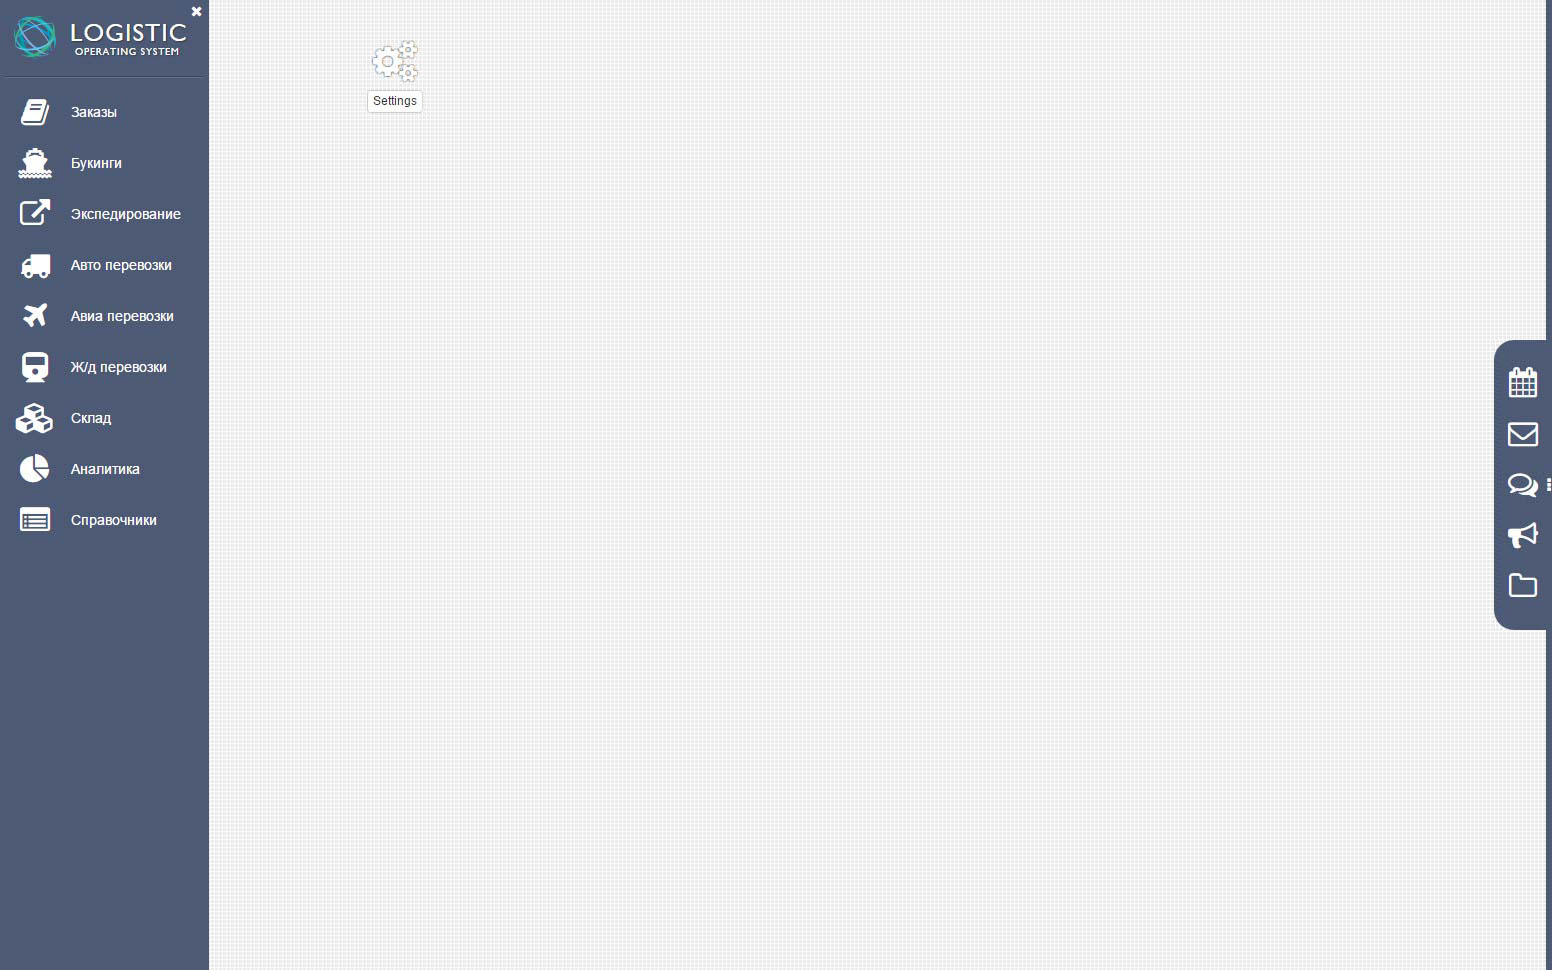 LOGISTIC
OPERATING SYSTEM
Заказы
Букинги
Экспедирование
Авто перевозки
Авиа перевозки
Ж/д перевозки
Склад
Аналитика
Справочники
Settings